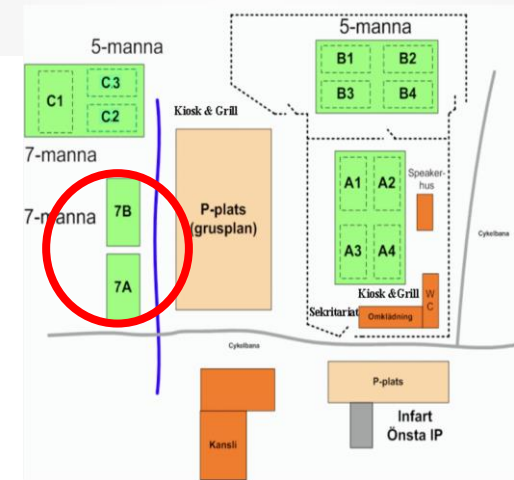 5-manna
5-manna
C1
C3
C2
B1
B2
B3
B4
Kiosk & Grill
7-manna
7-manna
7B
7A
P-plats
(grusplan)
A1
A2
A3
A4
Speaker-
hus
Cykelbana
Kiosk &Grill
W
C
Sekritariat
Omklädning
Cykelbana
P-plats
Kansli
Infart
Önsta IP